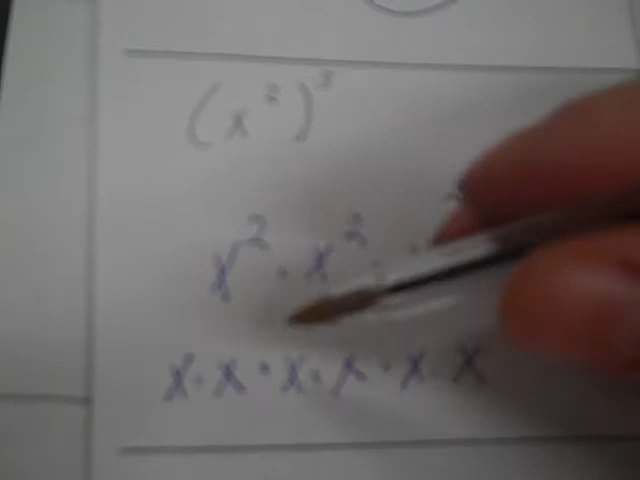 (x²)³
x² · x² ·
x · x · x · x · x · x